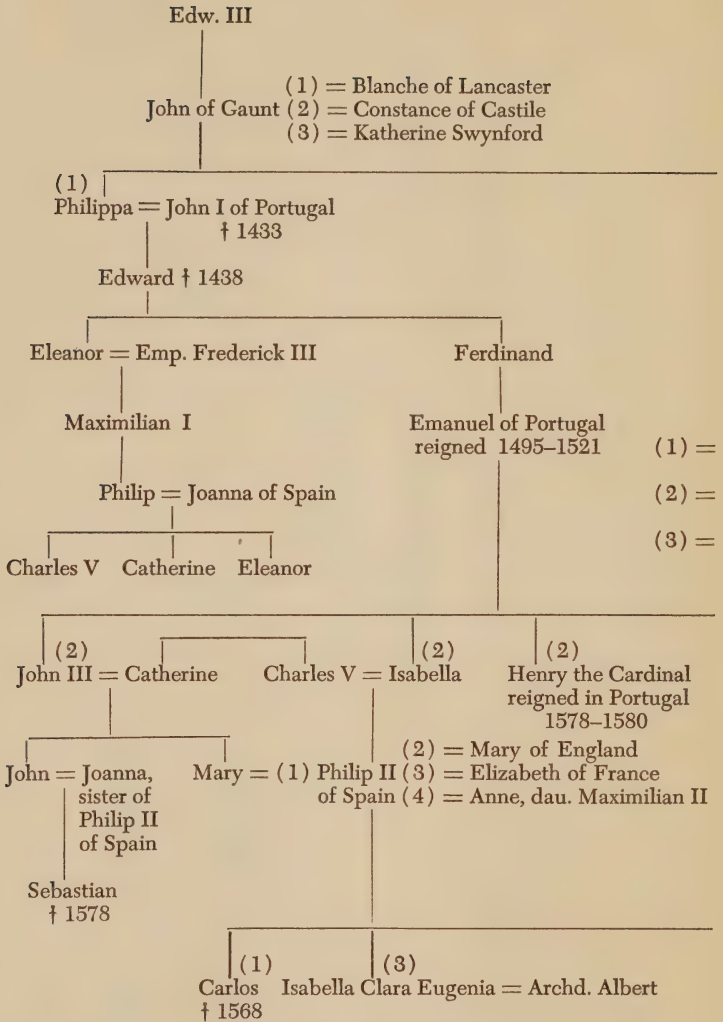 Edw. III
(1) = Blanche of Lancaster
John of Gaunt (2) = Constance of Castile
(3) = Katherine Swynford
(1)
Philippa = John I of Portugal
† 1433
Edward † 1438
Eleanor = Emp. Frederick III Ferdinand
Maximilian I Emanuel of Portugal
reigned 1495–1521 (1) =
Philip = Joanna of Spain (2) =
(3) =
Charles V Catherine Eleanor
(2) (2) (2)
John III = Catherine Charles V = Isabella Henry the Cardinal
reigned in Portugal
1578–1580
(2) = Mary of England
John = Joanna, Mary = (1) Philip II (3) = Elizabeth of France
sister of of Spain (4) = Anne, dau. Maximilian II
Philip II
of Spain
Sebastian
† 1578
(1) (3)
Carlos Isabella Clara Eugenia = Archd. Albert
† 1568